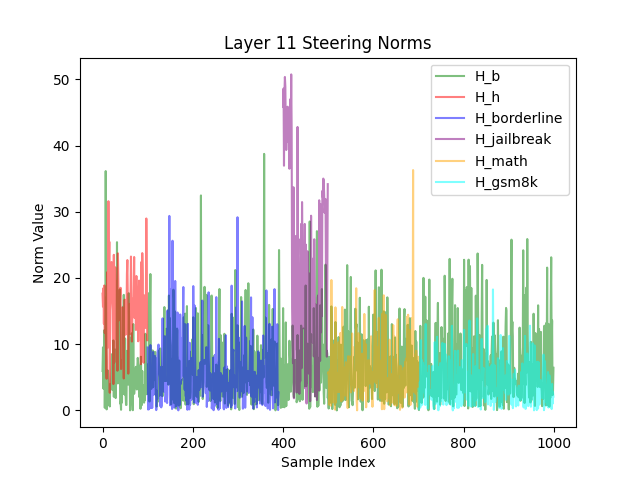 Layer 11 Steering Norms
50
40
30
20
10
0
Norm Value
0
200
400
600
800
1000
Sample Index
H_b
H_h
H_borderline
H_jailbreak
H_math
H_gsm8k